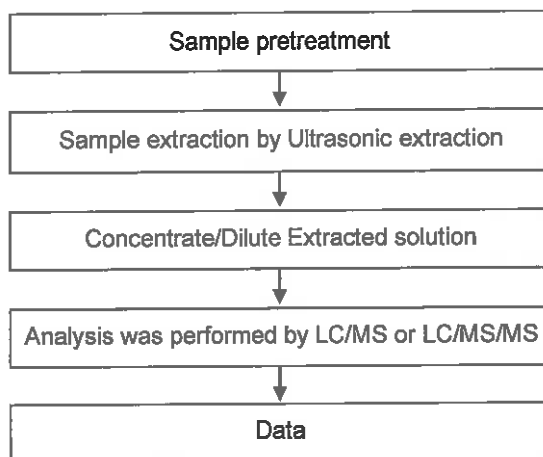 Sample pretreatment
Sample extraction by Ultrasonic extraction
Concentrate/Dilute Extracted solution
Analysis was performed by LC/MS or LC/MS/MS
Data